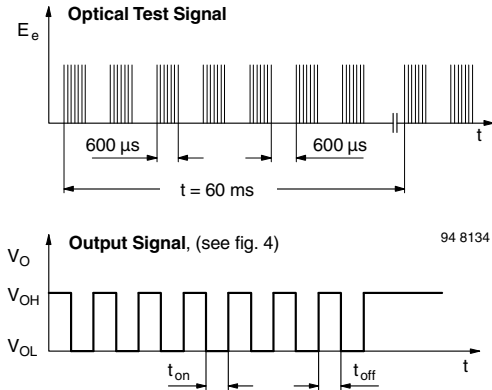 Optical Test Signal
E e
t
600 μs
600 μs
t = 60 ms
Output Signal, (see fig. 4)
94 8134
V O
V OH
V OL
t on
t off
t